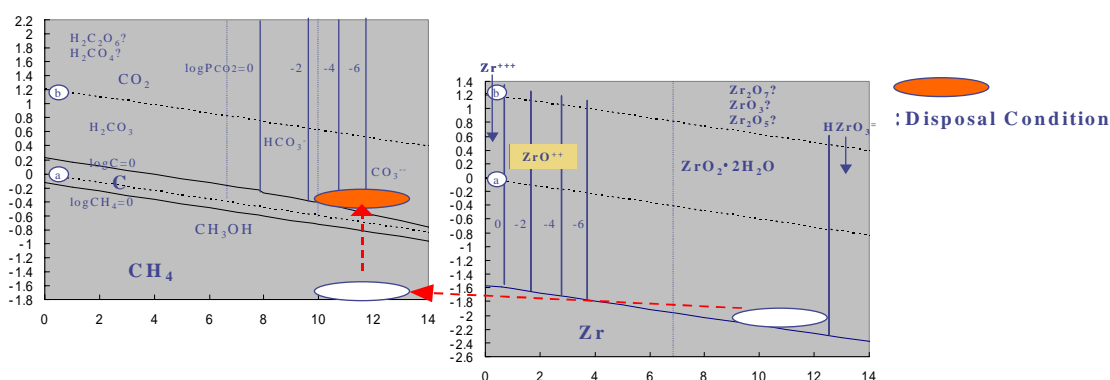 2.2
2
1.8
1.6
1.4
1.2
1
0.8
0.6
0.4
0.2
0
-0.2
-0.4
-0.6
-0.8
-1
-1.2
-1.4
-1.6
-1.8
0 2 4 6 8 10 12 14
H₂C₂O₆?
H₂CO₄?
CO₂
logPCO2=0 -2 -4 -6
b
H₂CO₃
HCO₃⁻
CO₃⁻⁻
logC=0
a
C
logCH₄=0
CH₃OH
CH₄
Zr⁺⁺⁺
1.4
1.2
1
0.8
0.6
0.4
0.2
0
-0.2
-0.4
-0.6
-0.8
-1
-1.2
-1.4
-1.6
-1.8
-2
-2.2
-2.4
-2.6
0 2 4 6 8 10 12 14
b
Zr₂O₇?
ZrO₃?
Zr₂O₅?
HZrO₃⁼
ZrO⁺⁺
ZrO₂•2H₂O
a
0 -2 -4 -6
Zr
:Disposal Condition